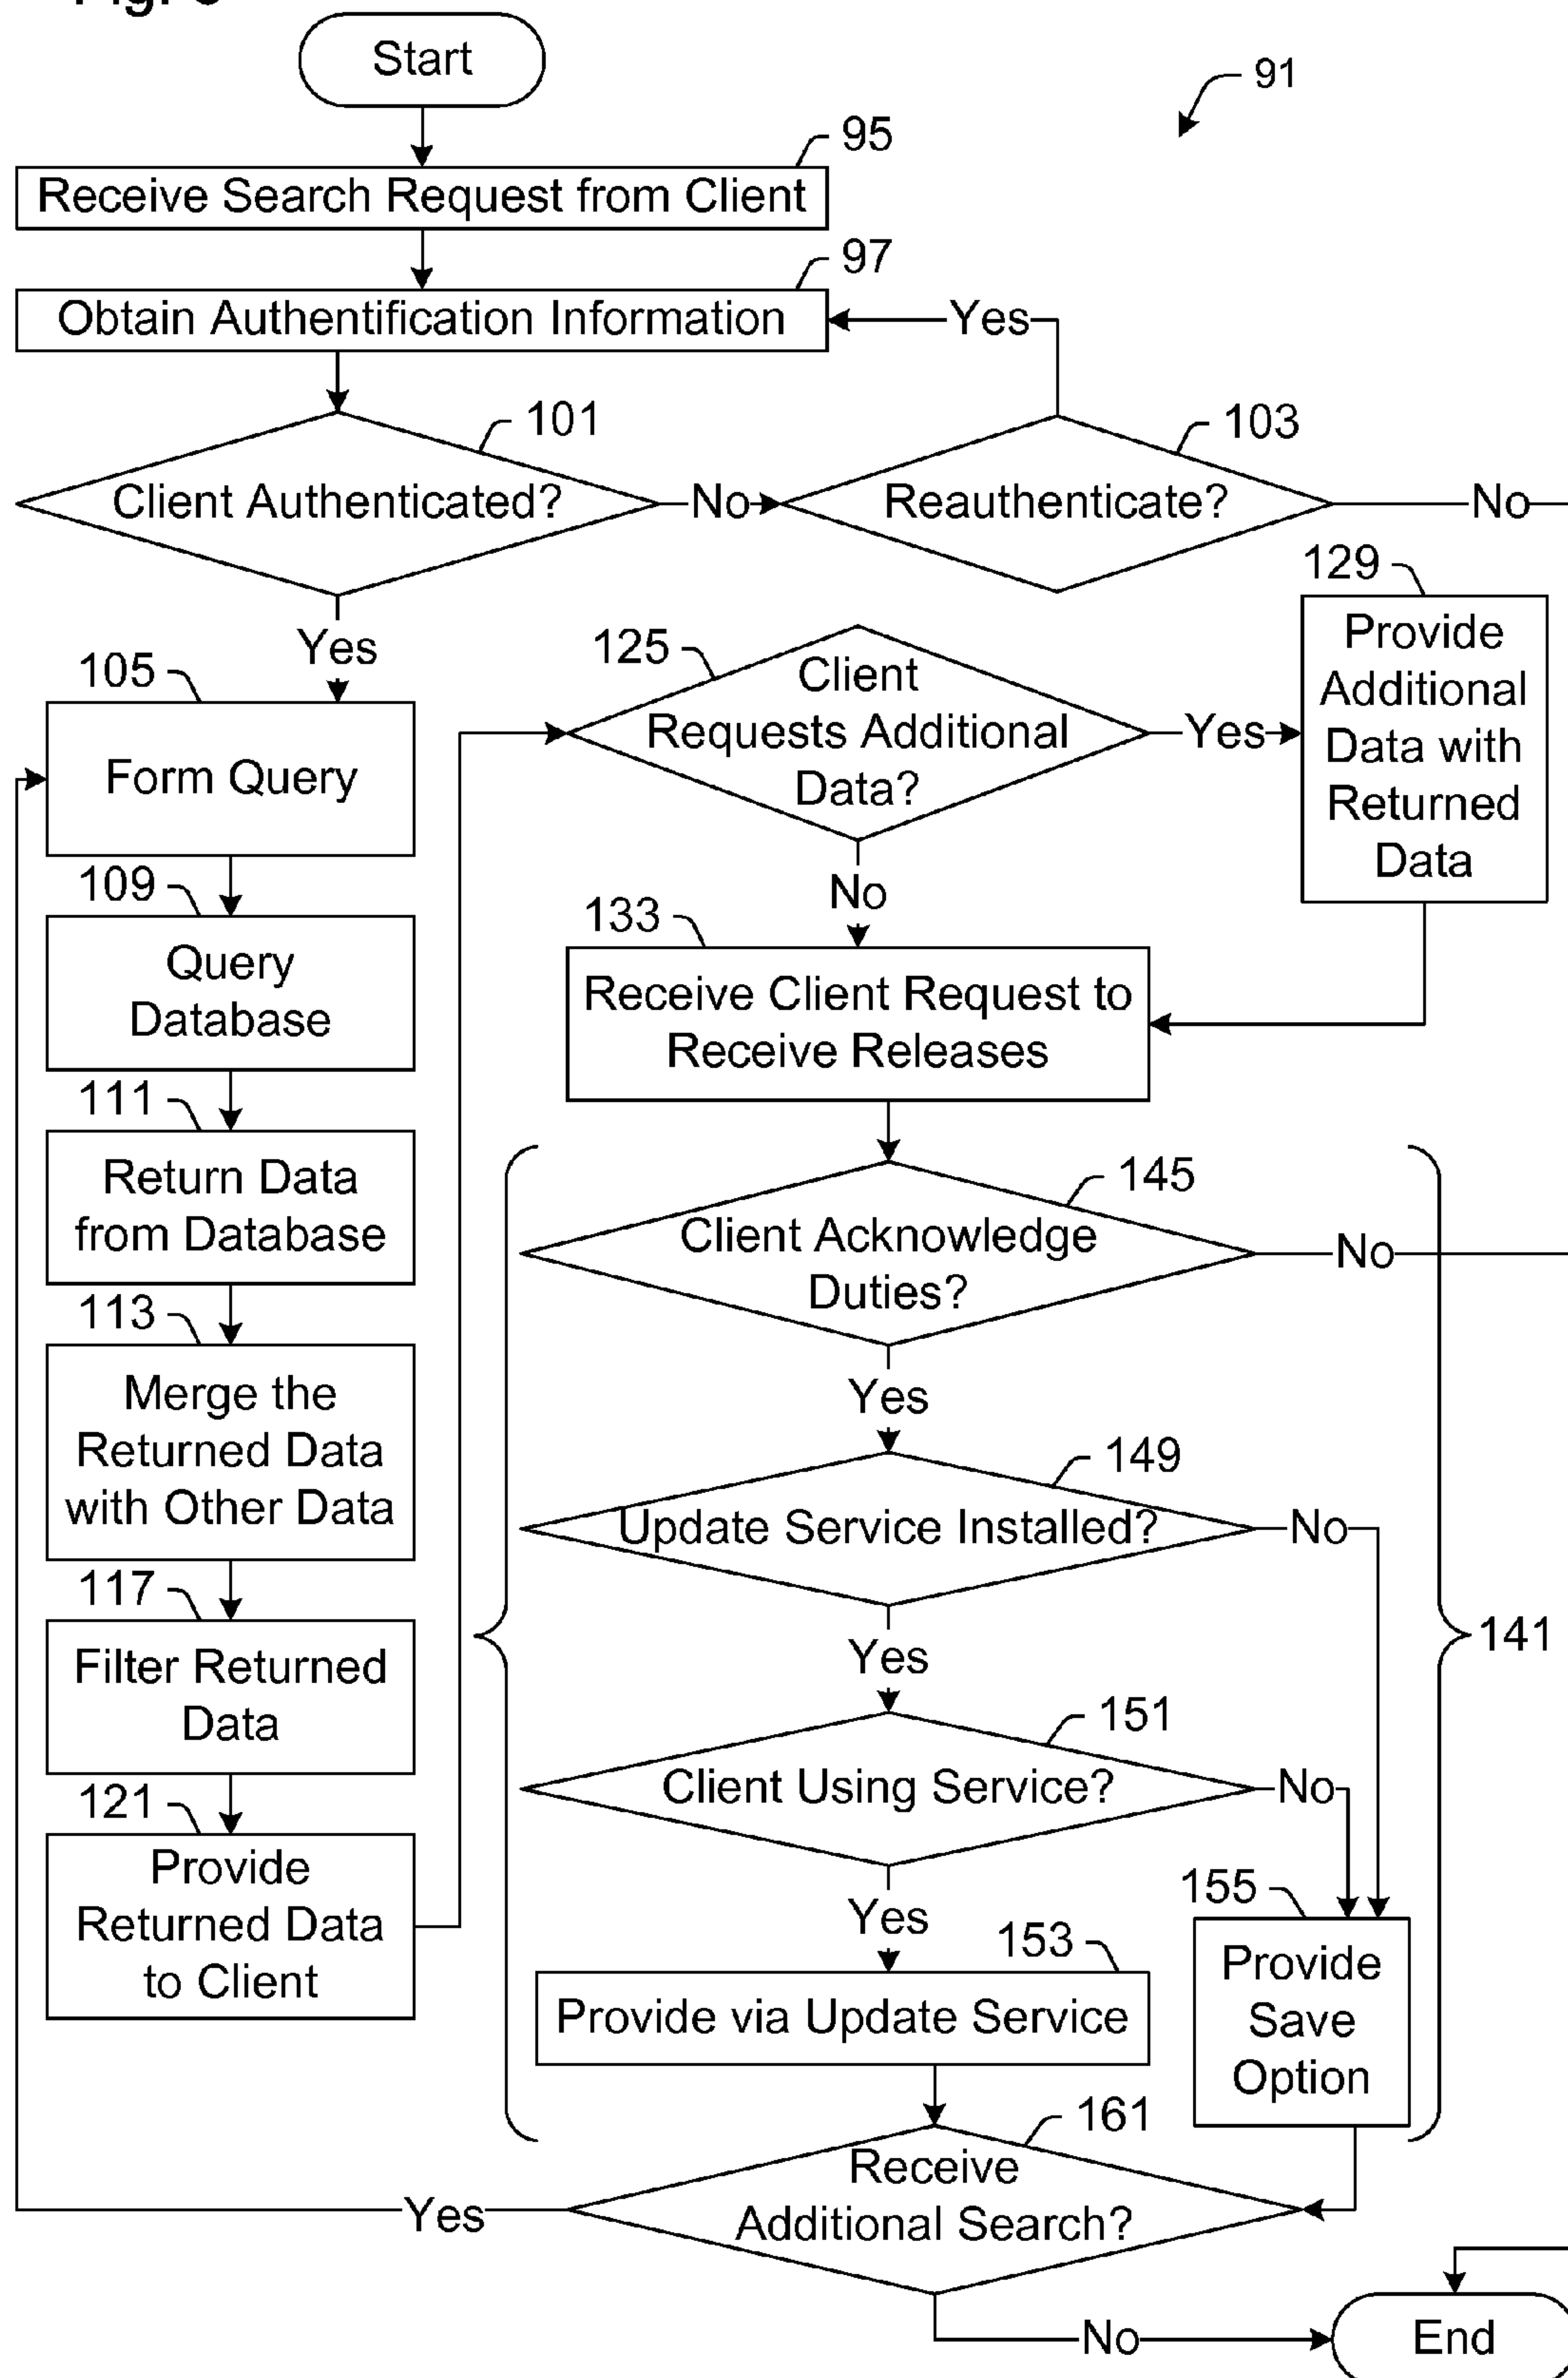 Start
91
95
Receive Search Request from Client
97
Obtain Authentification Information
Yes
101
103
Client Authenticated?
No
Reauthenticate?
No
Yes
105
Form Query
125
Client
Requests Additional
Data?
Yes
129
Provide
Additional
Data with
Returned
Data
No
109
Query
Database
133
Receive Client Request to
Receive Releases
111
Return Data
from Database
145
Client Acknowledge
Duties?
No
113
Merge the
Returned Data
with Other Data
Yes
149
Update Service Installed?
No
117
Filter Returned
Data
141
Yes
151
Client Using Service?
No
121
Provide
Returned Data
to Client
Yes
153
Provide via Update Service
155
Provide
Save
Option
161
Receive
Additional Search?
Yes
No
End